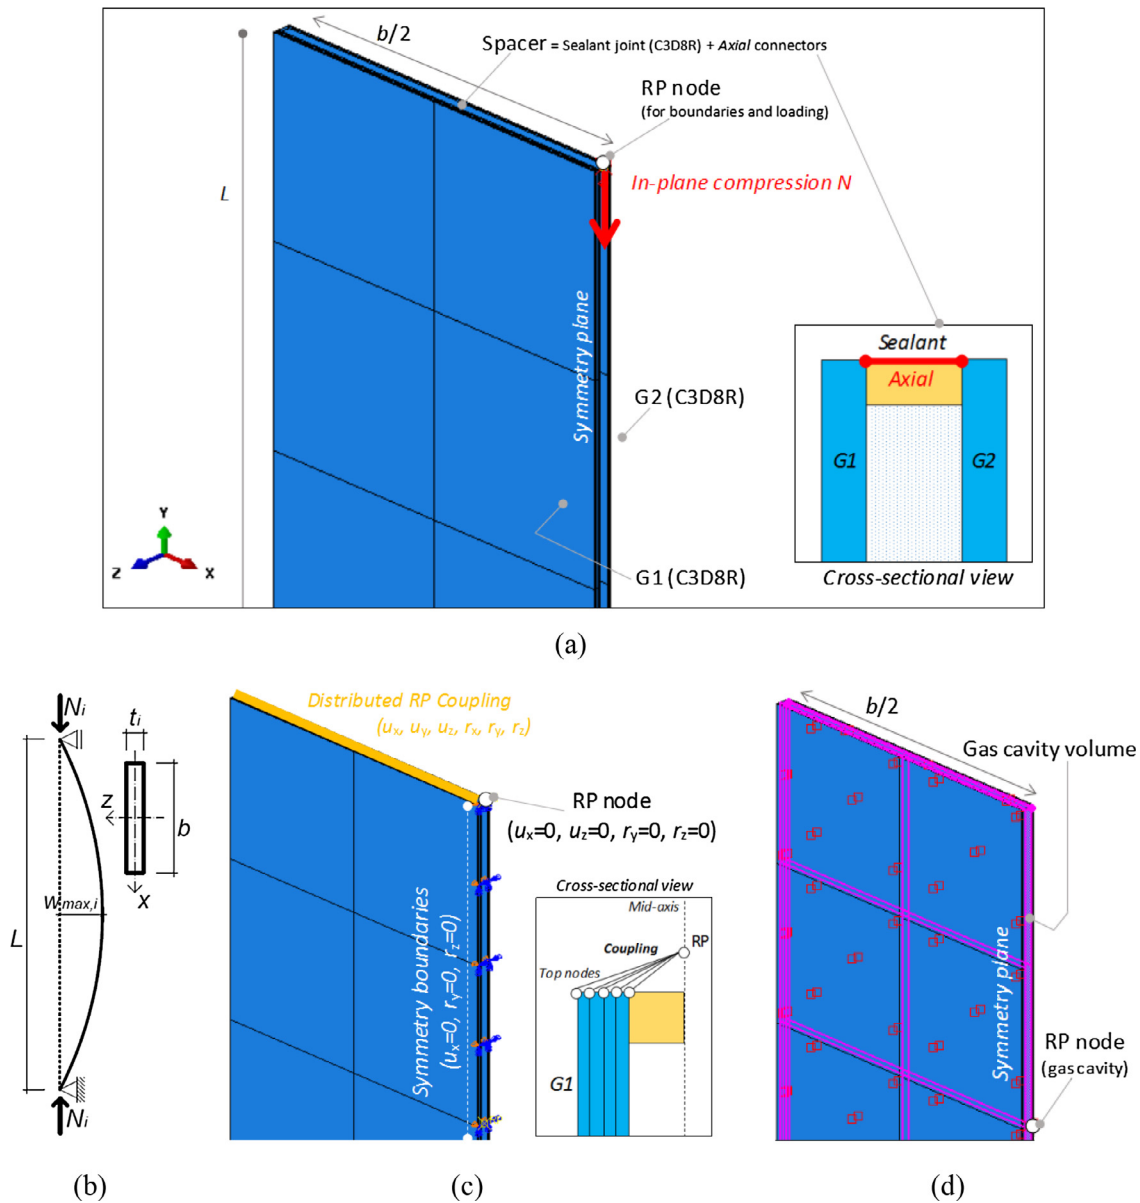 b/2
Spacer = Sealant joint (C3D8R) + Axial connectors
RP node
(for boundaries and loading)
In-plane compression N
L
Symmetry plane
G2 (C3D8R)
G1 (C3D8R)
Y
Z
X
Sealant
Axial
G1
G2
Cross-sectional view
(a)
Ni
ti
z
b
x
Wmax,i
L
Ni
(b)
Distributed RP Coupling
(ux, uy, uz, rx, ry, rz)
RP node
(ux=0, uz=0, ry=0, rz=0)
Symmetry boundaries
(ux=0, ry=0, rz=0)
Cross-sectional view
Mid-axis
Coupling
RP
Top nodes
G1
(c)
b/2
Gas cavity volume
Symmetry plane
RP node
(gas cavity)
(d)